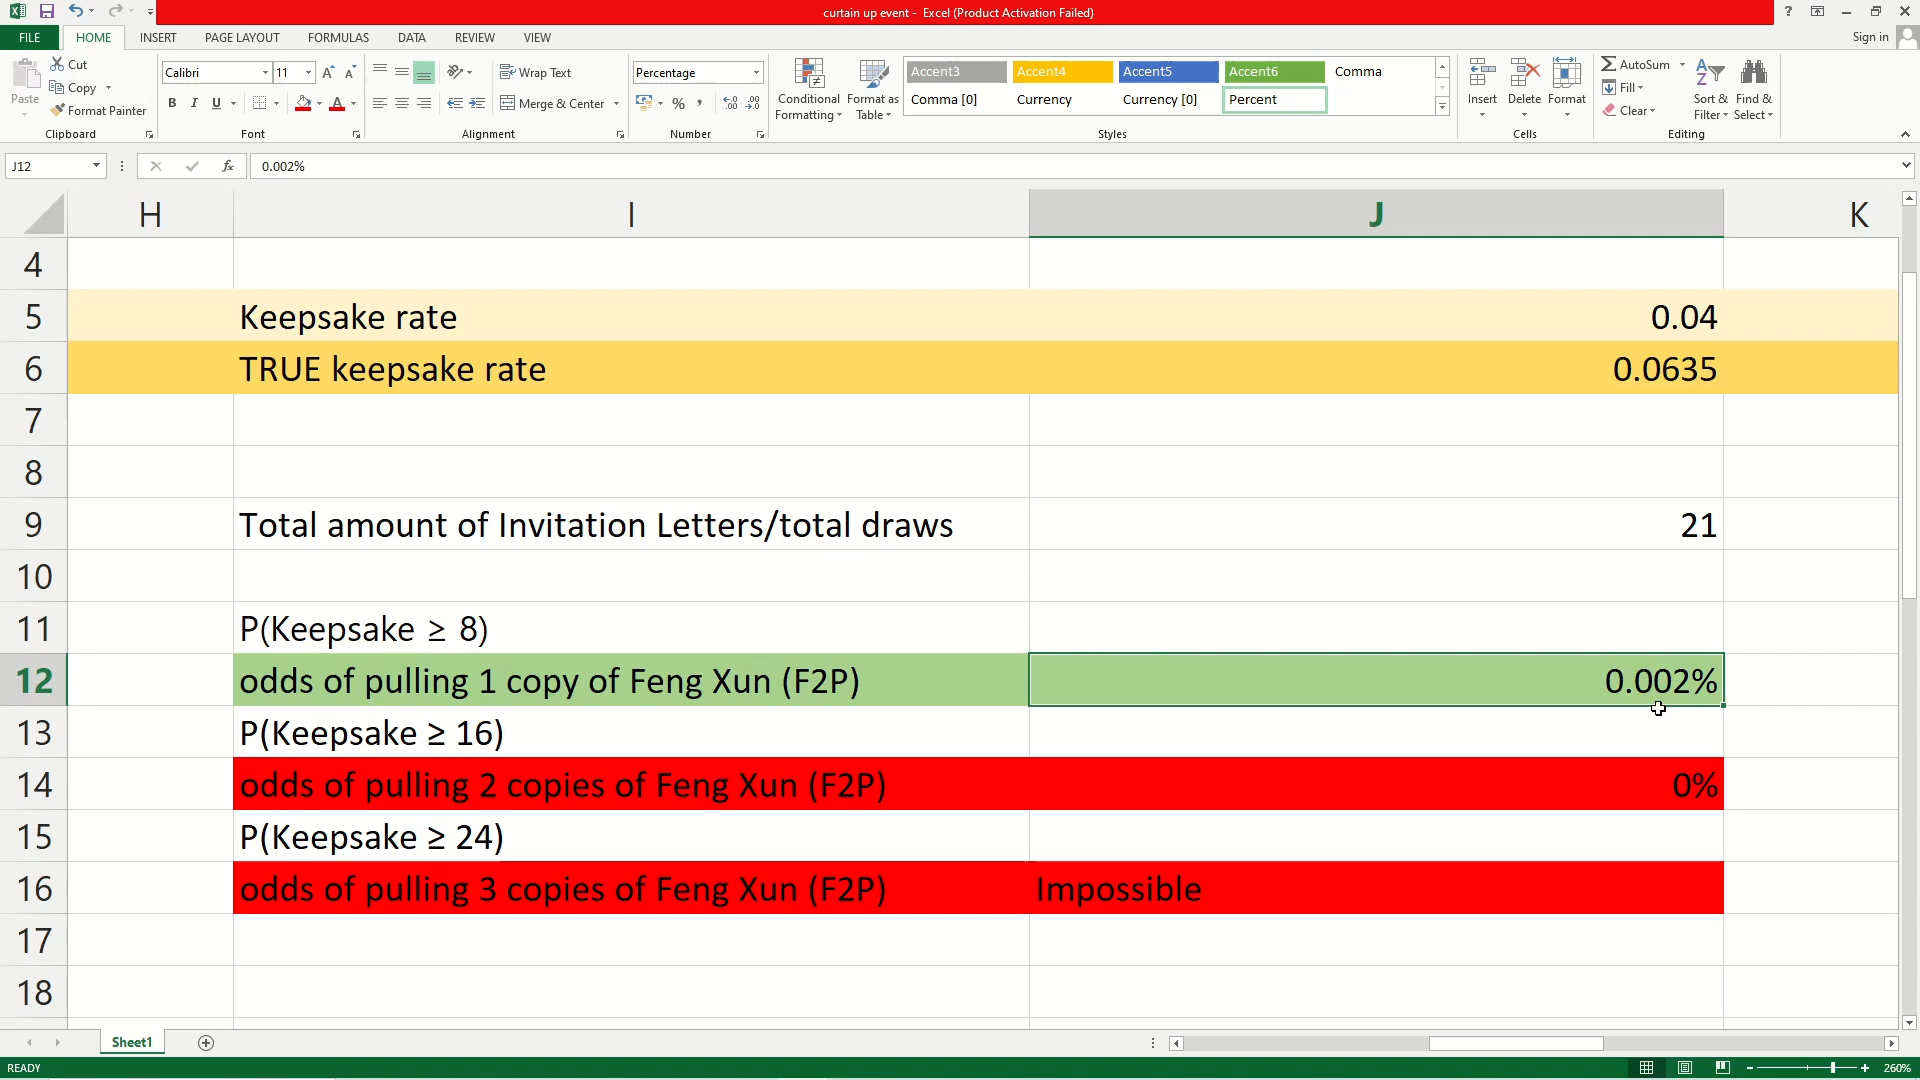 curtain up event - Excel (Product Activation Failed)
?
FILE HOME INSERT PAGE LAYOUT FORMULAS DATA REVIEW VIEW
Sign in
Paste
Cut
Copy
Format Painter
Clipboard
Calibri 11
B I U
Font
Wrap Text
Merge & Center
Alignment
Percentage
%
Number
Conditional Formatting
Format as Table
Accent3 Accent4 Accent5 Accent6 Comma
Comma [0] Currency Currency [0] Percent
Styles
Insert Delete Format
Cells
AutoSum
Fill
Clear
Sort & Filter
Find & Select
Editing
J12 fx 0.002%
H I J K
4
5 Keepsake rate 0.04
6 TRUE keepsake rate 0.0635
7
8
9 Total amount of Invitation Letters/total draws 21
10
11 P(Keepsake ≥ 8)
12 odds of pulling 1 copy of Feng Xun (F2P) 0.002%
13 P(Keepsake ≥ 16)
14 odds of pulling 2 copies of Feng Xun (F2P) 0%
15 P(Keepsake ≥ 24)
16 odds of pulling 3 copies of Feng Xun (F2P) Impossible
17
18
Sheet1
READY
260%